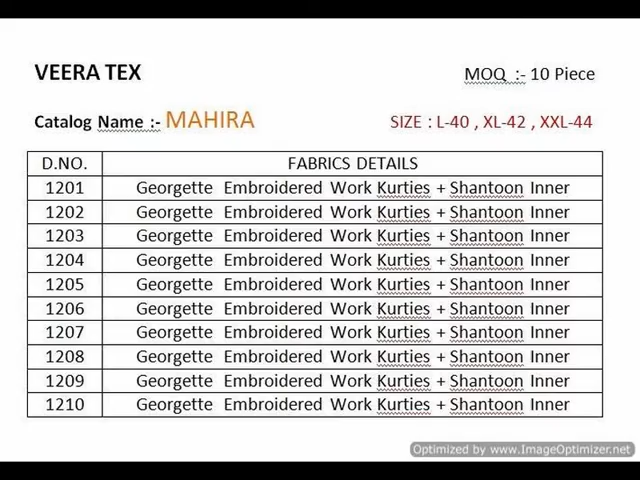 VEERA TEX MOQ :- 10 Piece
Catalog Name :- MAHIRA SIZE : L-40 , XL-42 , XXL-44
D.NO. FABRICS DETAILS
1201 Georgette Embroidered Work Kurties + Shantoon Inner
1202 Georgette Embroidered Work Kurties + Shantoon Inner
1203 Georgette Embroidered Work Kurties + Shantoon Inner
1204 Georgette Embroidered Work Kurties + Shantoon Inner
1205 Georgette Embroidered Work Kurties + Shantoon Inner
1206 Georgette Embroidered Work Kurties + Shantoon Inner
1207 Georgette Embroidered Work Kurties + Shantoon Inner
1208 Georgette Embroidered Work Kurties + Shantoon Inner
1209 Georgette Embroidered Work Kurties + Shantoon Inner
1210 Georgette Embroidered Work Kurties + Shantoon Inner
Optimized by www.ImageOptimizer.net